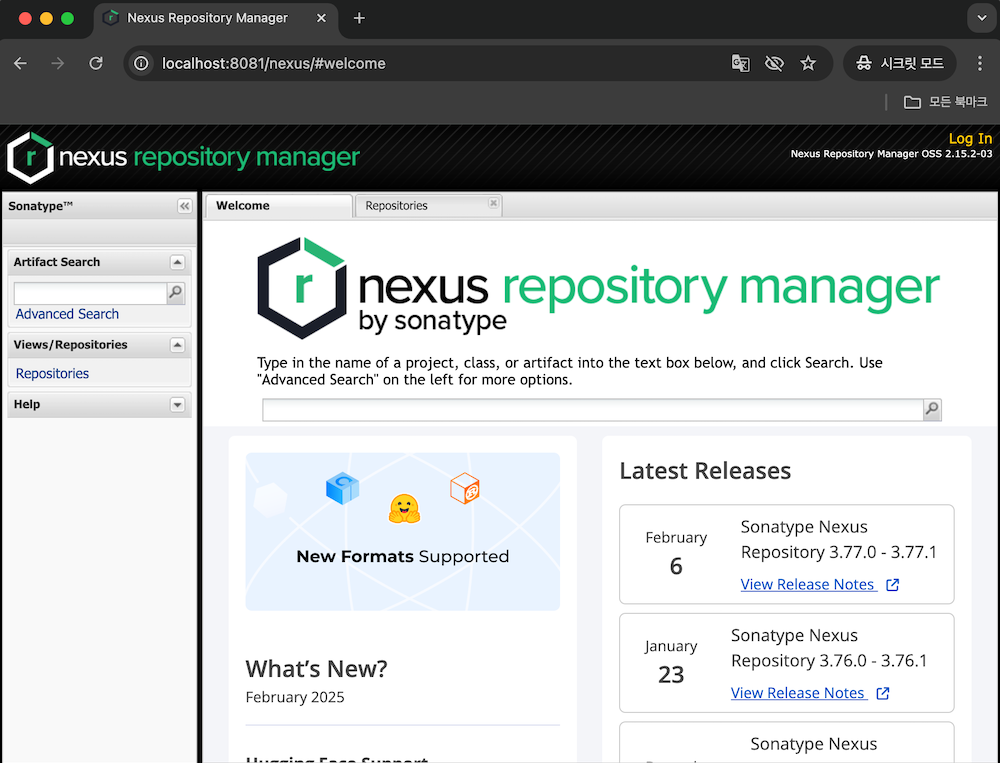 Nexus Repository Manager
localhost:8081/nexus/#welcome
시크릿 모드
모든 북마크
nexus repository manager
Log In
Nexus Repository Manager OSS 2.15.2-03
Sonatype™
Welcome
Repositories
Artifact Search
Advanced Search
Views/Repositories
Repositories
Help
nexus repository manager
by sonatype
Type in the name of a project, class, or artifact into the text box below, and click Search. Use
"Advanced Search" on the left for more options.
New Formats Supported
What's New?
February 2025
Hugging Face Support
Latest Releases
February
6
Sonatype Nexus
Repository 3.77.0 - 3.77.1
View Release Notes
January
23
Sonatype Nexus
Repository 3.76.0 - 3.76.1
View Release Notes
Sonatype Nexus